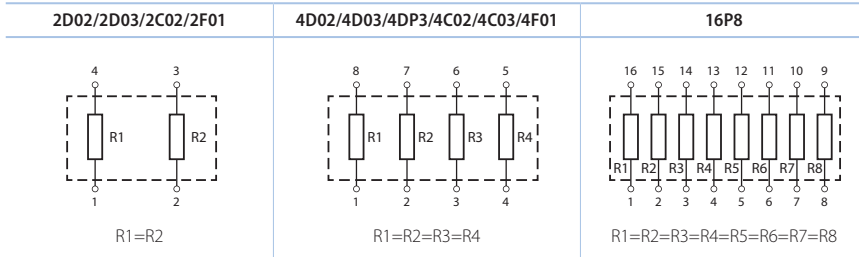 2D02/2D03/2C02/2F01
4D02/4D03/4DP3/4C02/4C03/4F01
16P8
4 3
R1 R2
1 2
R1=R2
8 7 6 5
R1 R2 R3 R4
1 2 3 4
R1=R2=R3=R4
16 15 14 13 12 11 10 9
R1 R2 R3 R4 R5 R6 R7 R8
1 2 3 4 5 6 7 8
R1=R2=R3=R4=R5=R6=R7=R8